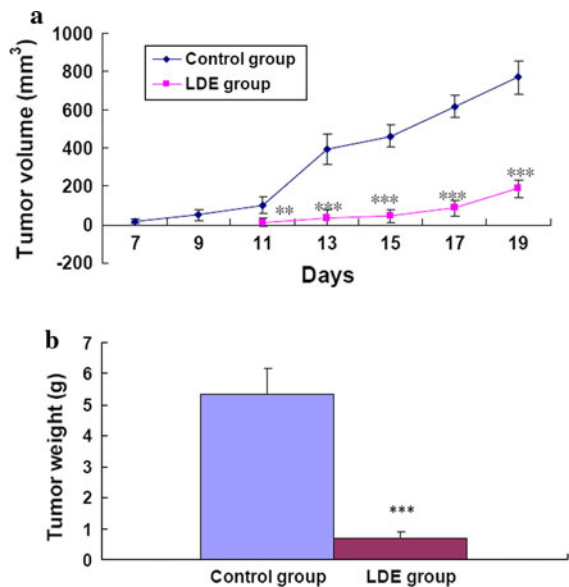 a
1000
800
600
400
200
0
-200
Tumor volume (mm³)
Control group
LDE group
**
***
***
***
***
7 9 11 13 15 17 19
Days
b
7
6
5
4
3
2
1
0
Tumor weight (g)
***
Control group LDE group